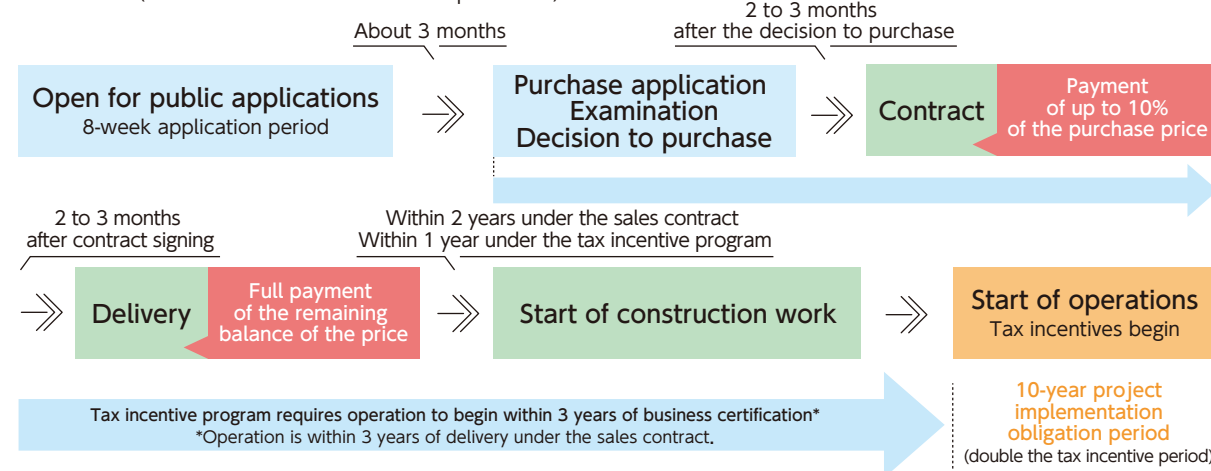 About 3 months
2 to 3 months
after the decision to purchase
Open for public applications
8-week application period
Purchase application
Examination
Decision to purchase
Contract
Payment
of up to 10%
of the purchase price
2 to 3 months
after contract signing
Within 2 years under the sales contract
Within 1 year under the tax incentive program
Delivery
Full payment
of the remaining
balance of the price
Start of construction work
Start of operations
Tax incentives begin
Tax incentive program requires operation to begin within 3 years of business certification*
*Operation is within 3 years of delivery under the sales contract.
10-year project
implementation
obligation period
(double the tax incentive period)